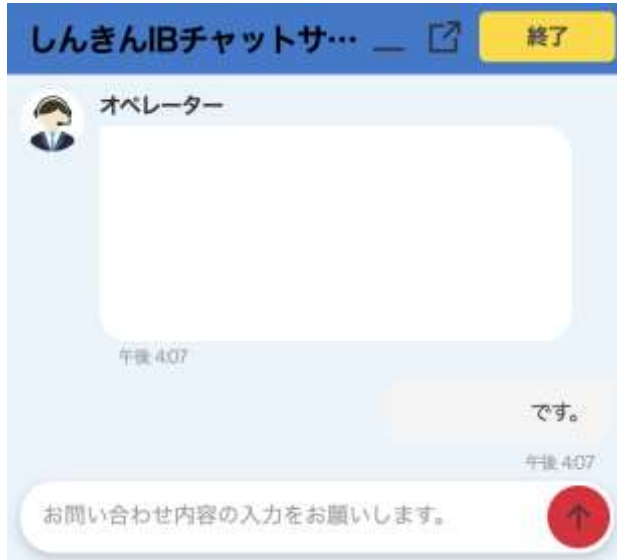 しんきんIBチャットサ…
終了
オペレーター
午後 4:07
です。
午後 4:07
お問い合わせ内容の入力をお願いします。